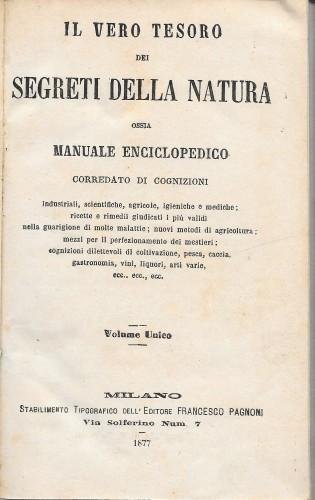 IL VERO TESORO
DEI
SEGRETI DELLA NATURA
OSSIA
MANUALE ENCICLOPEDICO
CORREDATO DI COGNIZIONI
industriali, scientifiche, agricole, igieniche e mediche;
ricette e rimedii giudicati i più validi
nella guarigione di molte malattie; nuovi metodi di agricoltura;
mezzi per il perfezionamento dei mestieri;
cognizioni dilettevoli di coltivazione, pesca, caccia,
gastronomia, vini, liquori, arti varie,
ecc., ecc., ecc.
Volume Unico
MILANO
STABILIMENTO TIPOGRAFICO DELL'EDITORE FRANCESCO PAGNONI
Via Solferino Num. 7
1877